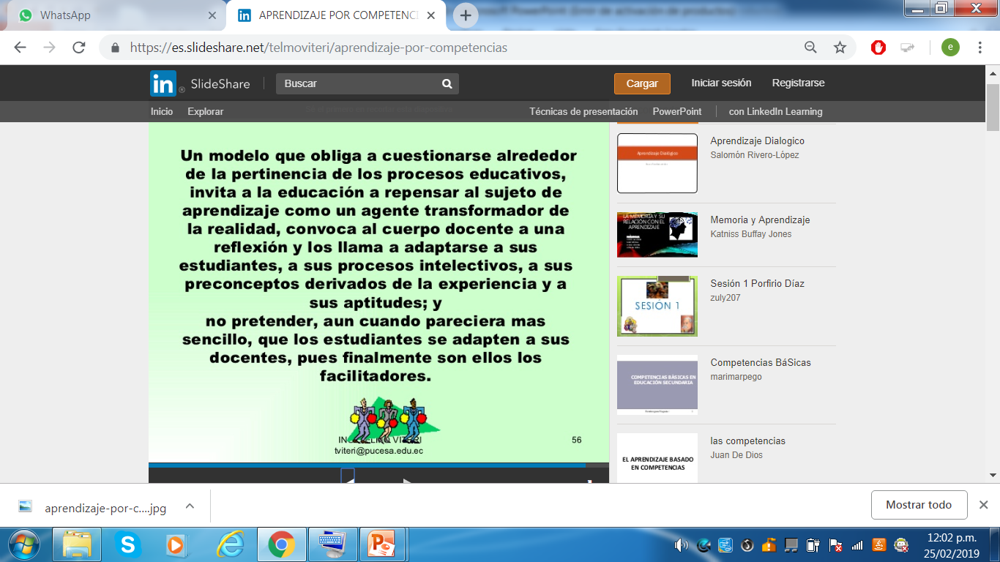 WhatsApp
APRENDIZAJE POR COMPETENCI
https://es.slideshare.net/telmoviteri/aprendizaje-por-competencias
e
in SlideShare
Buscar
Cargar
Iniciar sesión
Registrarse
Inicio
Explorar
Técnicas de presentación
PowerPoint
con LinkedIn Learning
Un modelo que obliga a cuestionarse alrededor
de la pertinencia de los procesos educativos,
invita a la educación a repensar al sujeto de
aprendizaje como un agente transformador de
la realidad, convoca al cuerpo docente a una
reflexión y los llama a adaptarse a sus
estudiantes, a sus procesos intelectivos, a sus
preconceptos derivados de la experiencia y a
sus aptitudes; y
no pretender, aun cuando pareciera mas
sencillo, que los estudiantes se adapten a sus
docentes, pues finalmente son ellos los
facilitadores.
VITERI
56
tviteri@pucesa.edu.ec
Aprendizaje Dialógico
Aprendizaje Dialogico
Salomón Rivero-López
LA MEMORIA Y SU
RELACIÓN CON EL
APRENDIZAJE
Memoria y Aprendizaje
Katniss Buffay Jones
SESIÓN 1
Sesión 1 Porfirio Díaz
zuly207
COMPETENCIAS BÁSICAS EN
EDUCACIÓN SECUNDARIA
Competencias BáSicas
marimarpego
EL APRENDIZAJE BASADO
EN COMPETENCIAS
las competencias
Juan De Dios
aprendizaje-por-c....jpg
Mostrar todo
12:02 p.m.
25/02/2019